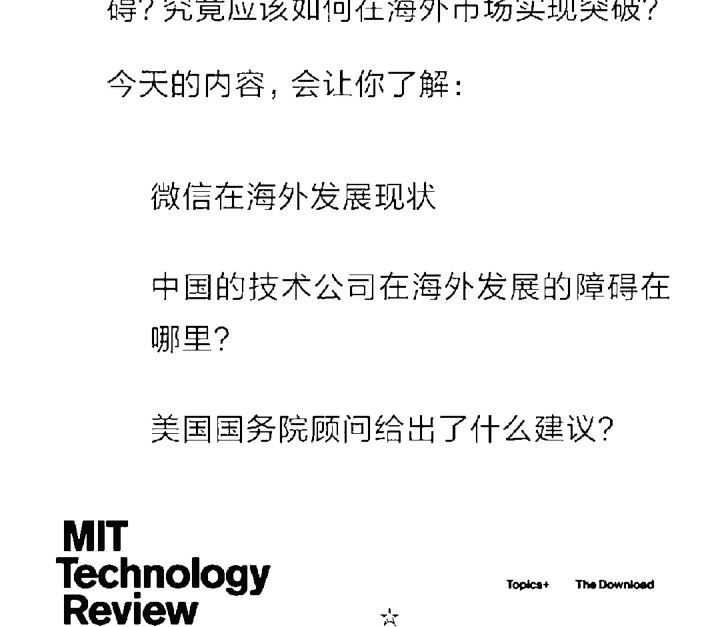 碍？究竟应该如何在海外市场实现突破？
今天的内容，会让你了解：
微信在海外发展现状
中国的技术公司在海外发展的障碍在
哪里？
美国国务院顾问给出了什么建议？
MIT
Technology
Review
Topics+ The Download